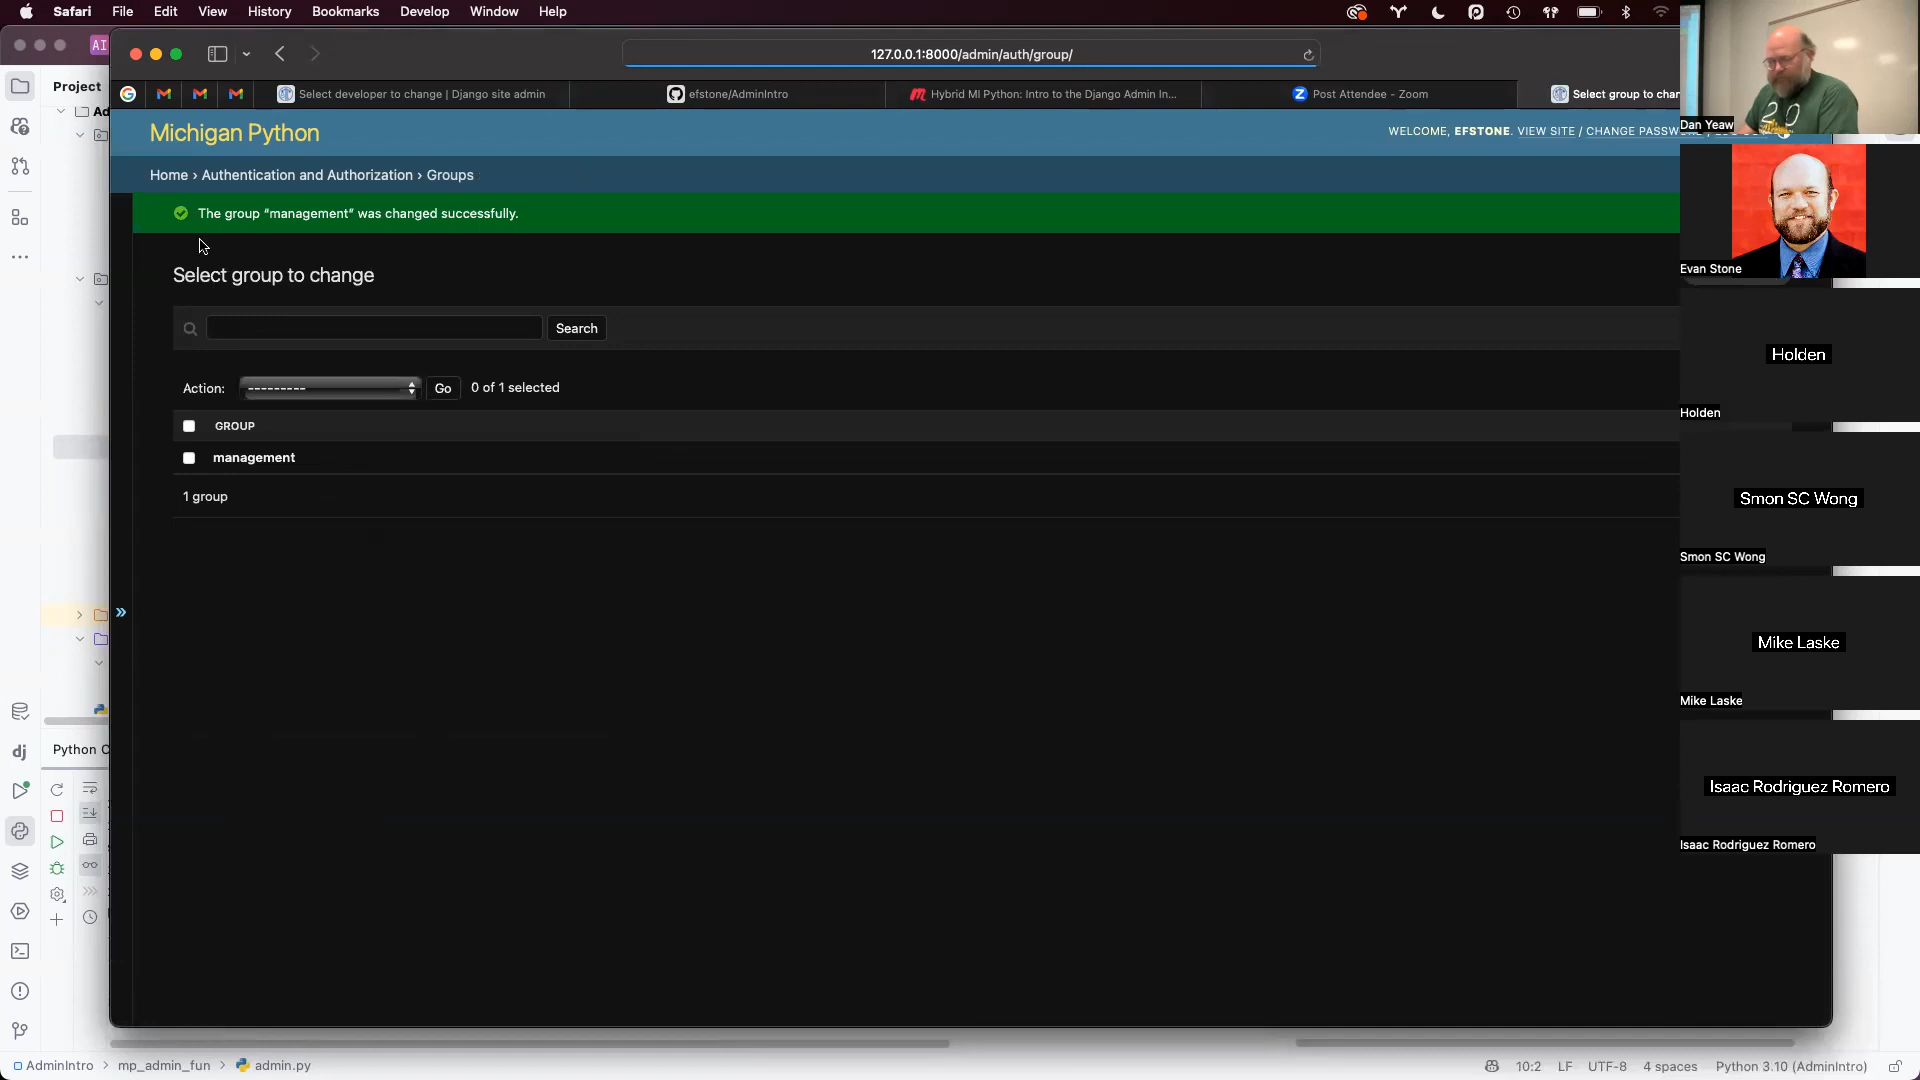 Safari File Edit View History Bookmarks Develop Window Help
AI
127.0.0.1:8000/admin/auth/group/
Project
Select developer to change | Django site admin
efstone/AdminIntro
Hybrid MI Python: Intro to the Django Admin In...
Post Attendee - Zoom
Select group to chan
Michigan Python
WELCOME, EFSTONE. VIEW SITE / CHANGE PASSW
Home › Authentication and Authorization › Groups
The group “management” was changed successfully.
Select group to change
Search
Action: --------- Go 0 of 1 selected
GROUP
management
1 group
20
Dan Yeaw
Evan Stone
Holden
Holden
Smon SC Wong
Smon SC Wong
Mike Laske
Mike Laske
Isaac Rodriguez Romero
Isaac Rodriguez Romero
dj
Python C
AdminIntro > mp_admin_fun > admin.py
10:2 LF UTF-8 4 spaces Python 3.10 (AdminIntro)